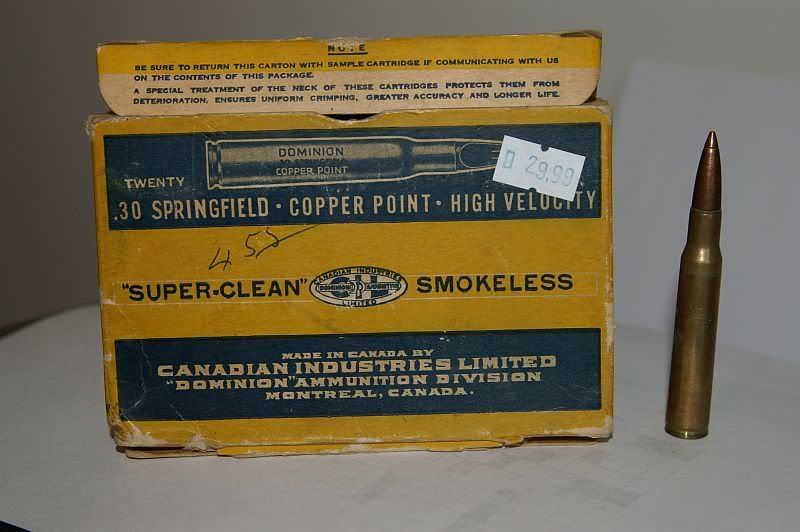 NOTE
BE SURE TO RETURN THIS CARTON WITH SAMPLE CARTRIDGE IF COMMUNICATING WITH US
ON THE CONTENTS OF THIS PACKAGE.
A SPECIAL TREATMENT OF THE NECK OF THESE CARTRIDGES PROTECTS THEM FROM
DETERIORATION, ENSURES UNIFORM CRIMPING, GREATER ACCURACY AND LONGER LIFE.
DOMINION
.30 SPRINGFIELD
COPPER POINT
D 29.99
TWENTY
.30 SPRINGFIELD · COPPER POINT · HIGH VELOCITY
455
"SUPER-CLEAN" SMOKELESS
CANADIAN INDUSTRIES
DOMINION AMMUNITION
LIMITED
MADE IN CANADA BY
CANADIAN INDUSTRIES LIMITED
"DOMINION" AMMUNITION DIVISION
MONTREAL, CANADA.